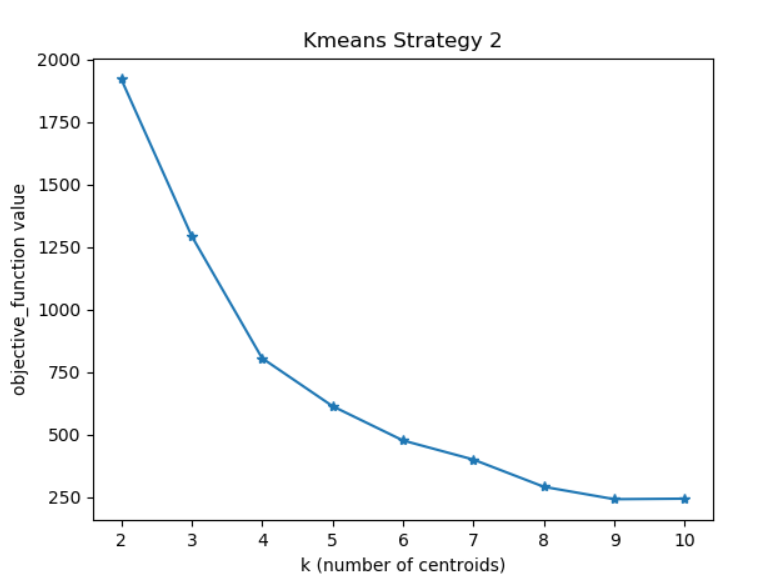 Kmeans Strategy 2
2000
1750
1500
1250
1000
750
500
250
objective_function value
2 3 4 5 6 7 8 9 10
k (number of centroids)